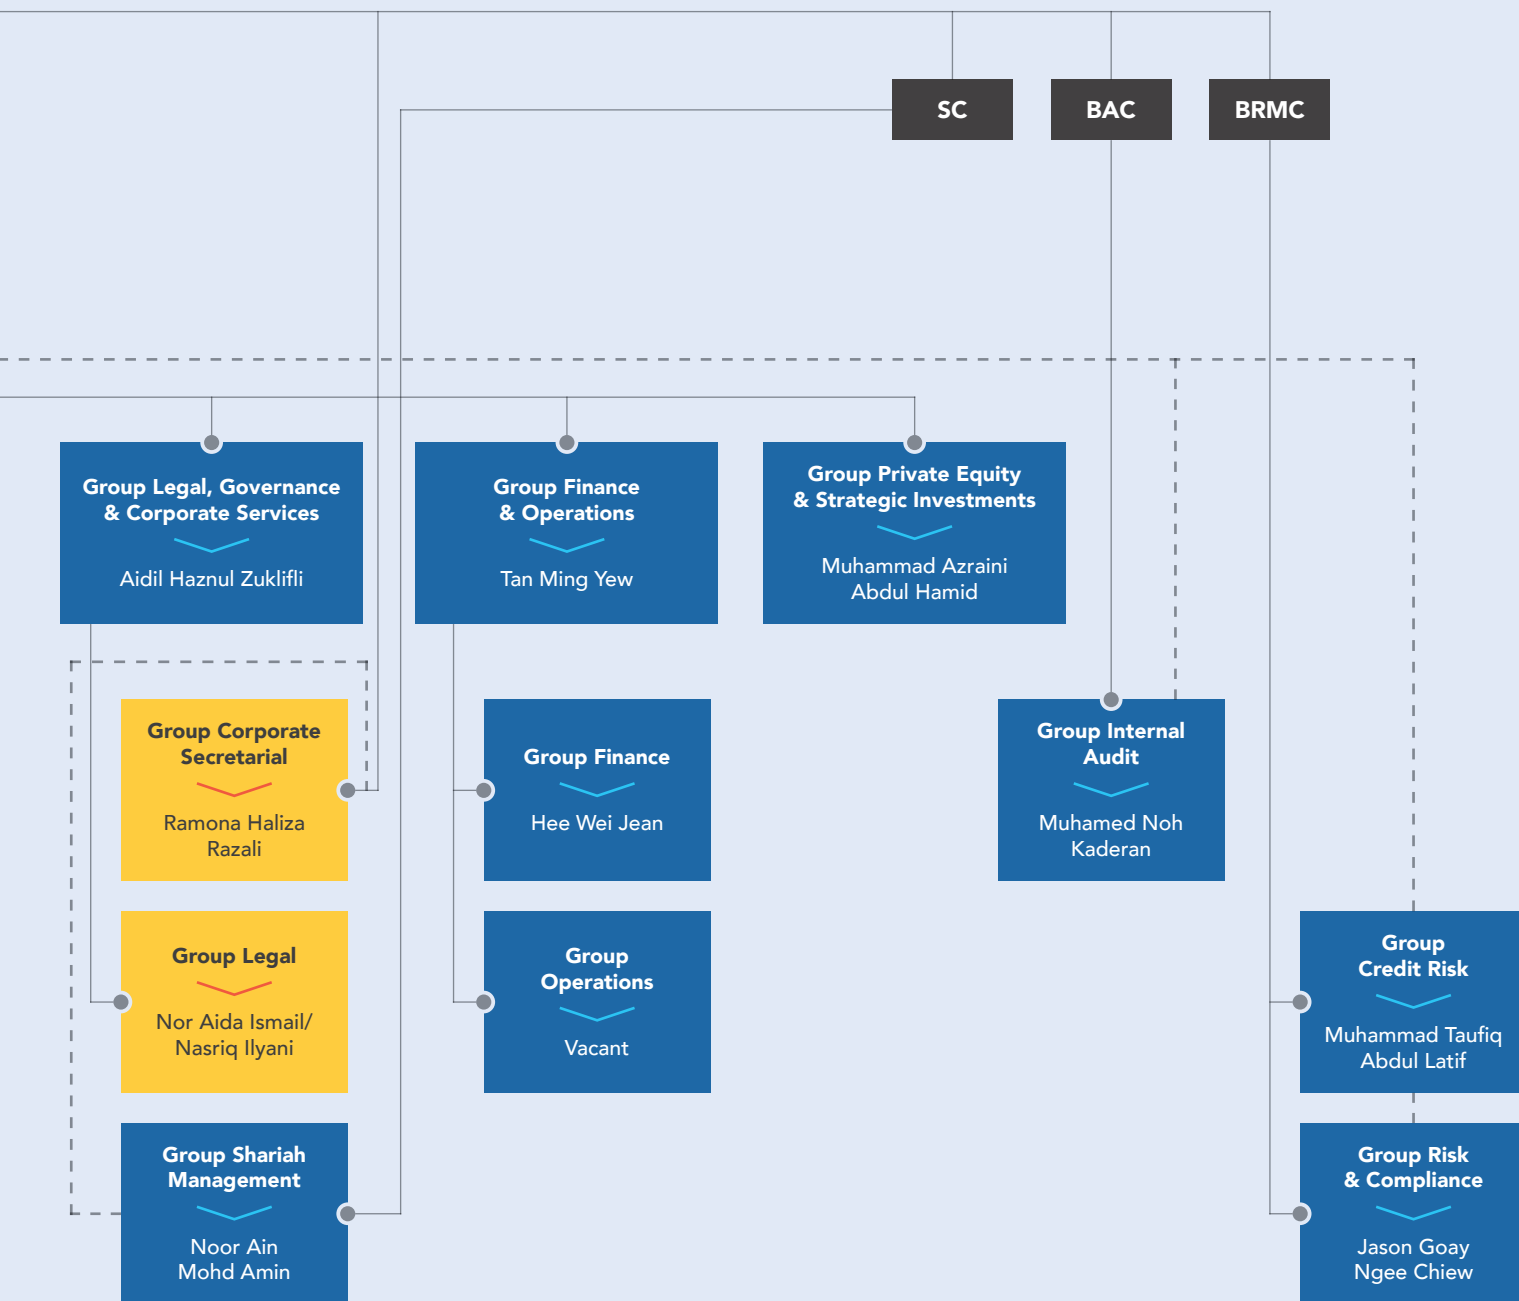 SC
BAC
BRMC
Group Legal, Governance
& Corporate Services
Aidil Haznul Zuklifli
Group Finance
& Operations
Tan Ming Yew
Group Private Equity
& Strategic Investments
Muhammad Azraini
Abdul Hamid
Group Corporate
Secretarial
Ramona Haliza
Razali
Group Finance
Hee Wei Jean
Group Internal
Audit
Muhamed Noh
Kaderan
Group Legal
Nor Aida Ismail/
Nasriq Ilyani
Group
Operations
Vacant
Group
Credit Risk
Muhammad Taufiq
Abdul Latif
Group Shariah
Management
Noor Ain
Mohd Amin
Group Risk
& Compliance
Jason Goay
Ngee Chiew